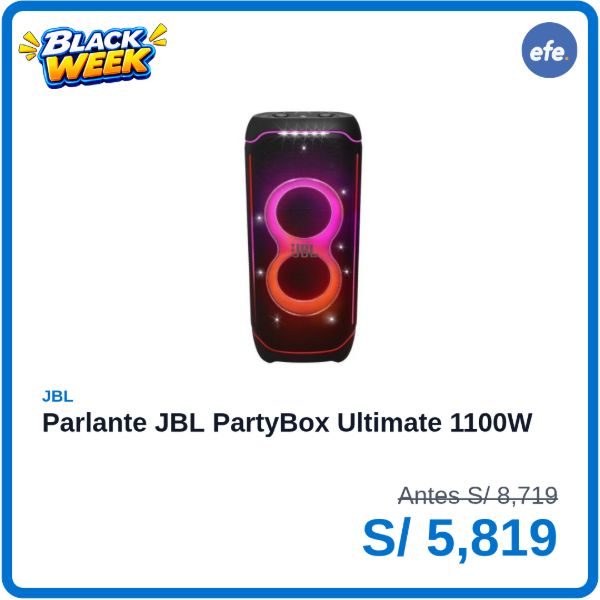 BLACK
WEEK
efe.
JBL
JBL
Parlante JBL PartyBox Ultimate 1100W
Antes S/ 8,719
S/ 5,819